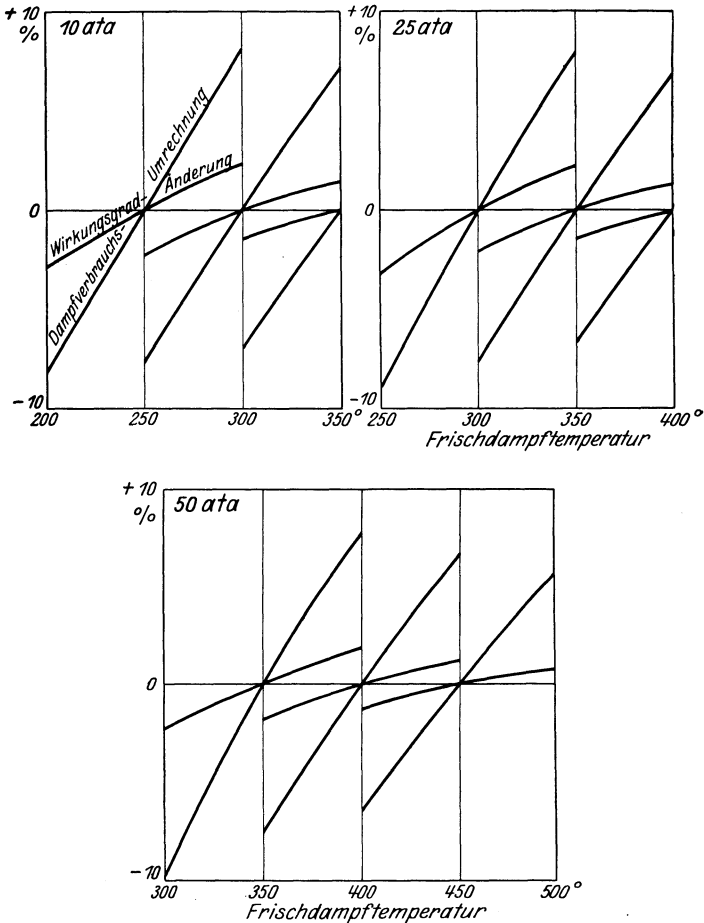 +10
%
10 ata
Umrechnung
Änderung
0
Wirkungsgrad-
Dampfverbrauchs-
-10
200
250
300
350°
+10
%
25 ata
0
-10
250
300
350
400°
Frischdampftemperatur
+10
%
50 ata
0
-10
300
350
400
450
500°
Frischdampftemperatur